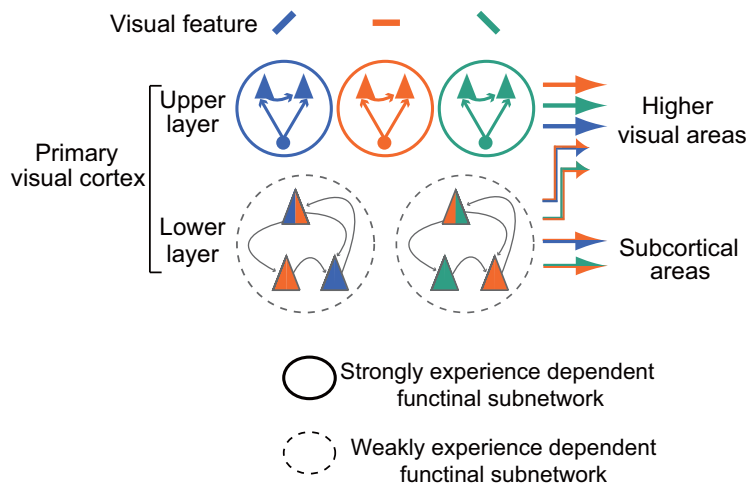 Visual feature
Upper
layer
Primary
visual cortex
Lower
layer
Higher
visual areas
Subcortical
areas
Strongly experience dependent
functinal subnetwork
Weakly experience dependent
functinal subnetwork